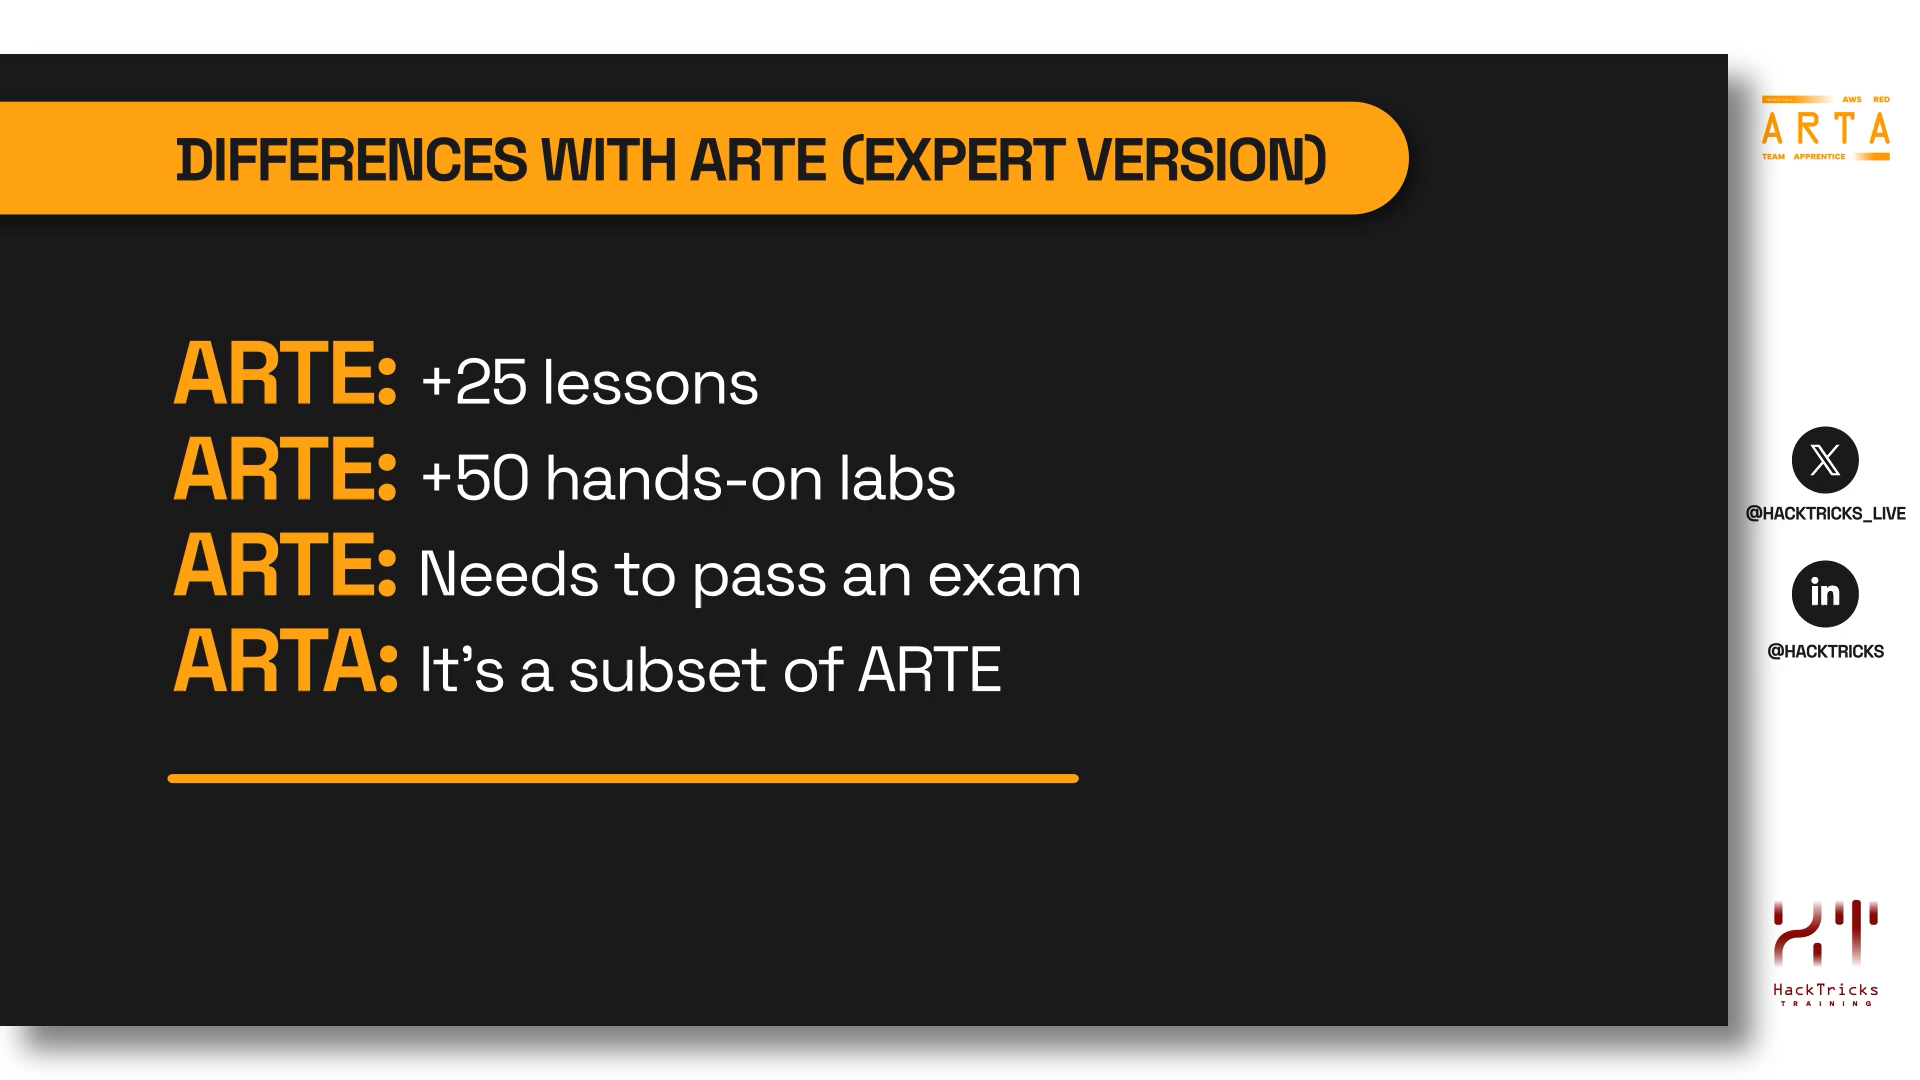 DIFFERENCES WITH ARTE (EXPERT VERSION)
ARTE: +25 lessons
ARTE: +50 hands-on labs
ARTE: Needs to pass an exam
ARTA: It’s a subset of ARTE
AWS RED
ARTA
TEAM APPRENTICE
@HACKTRICKS_LIVE
in
@HACKTRICKS
HT
HackTricks
TRAINING